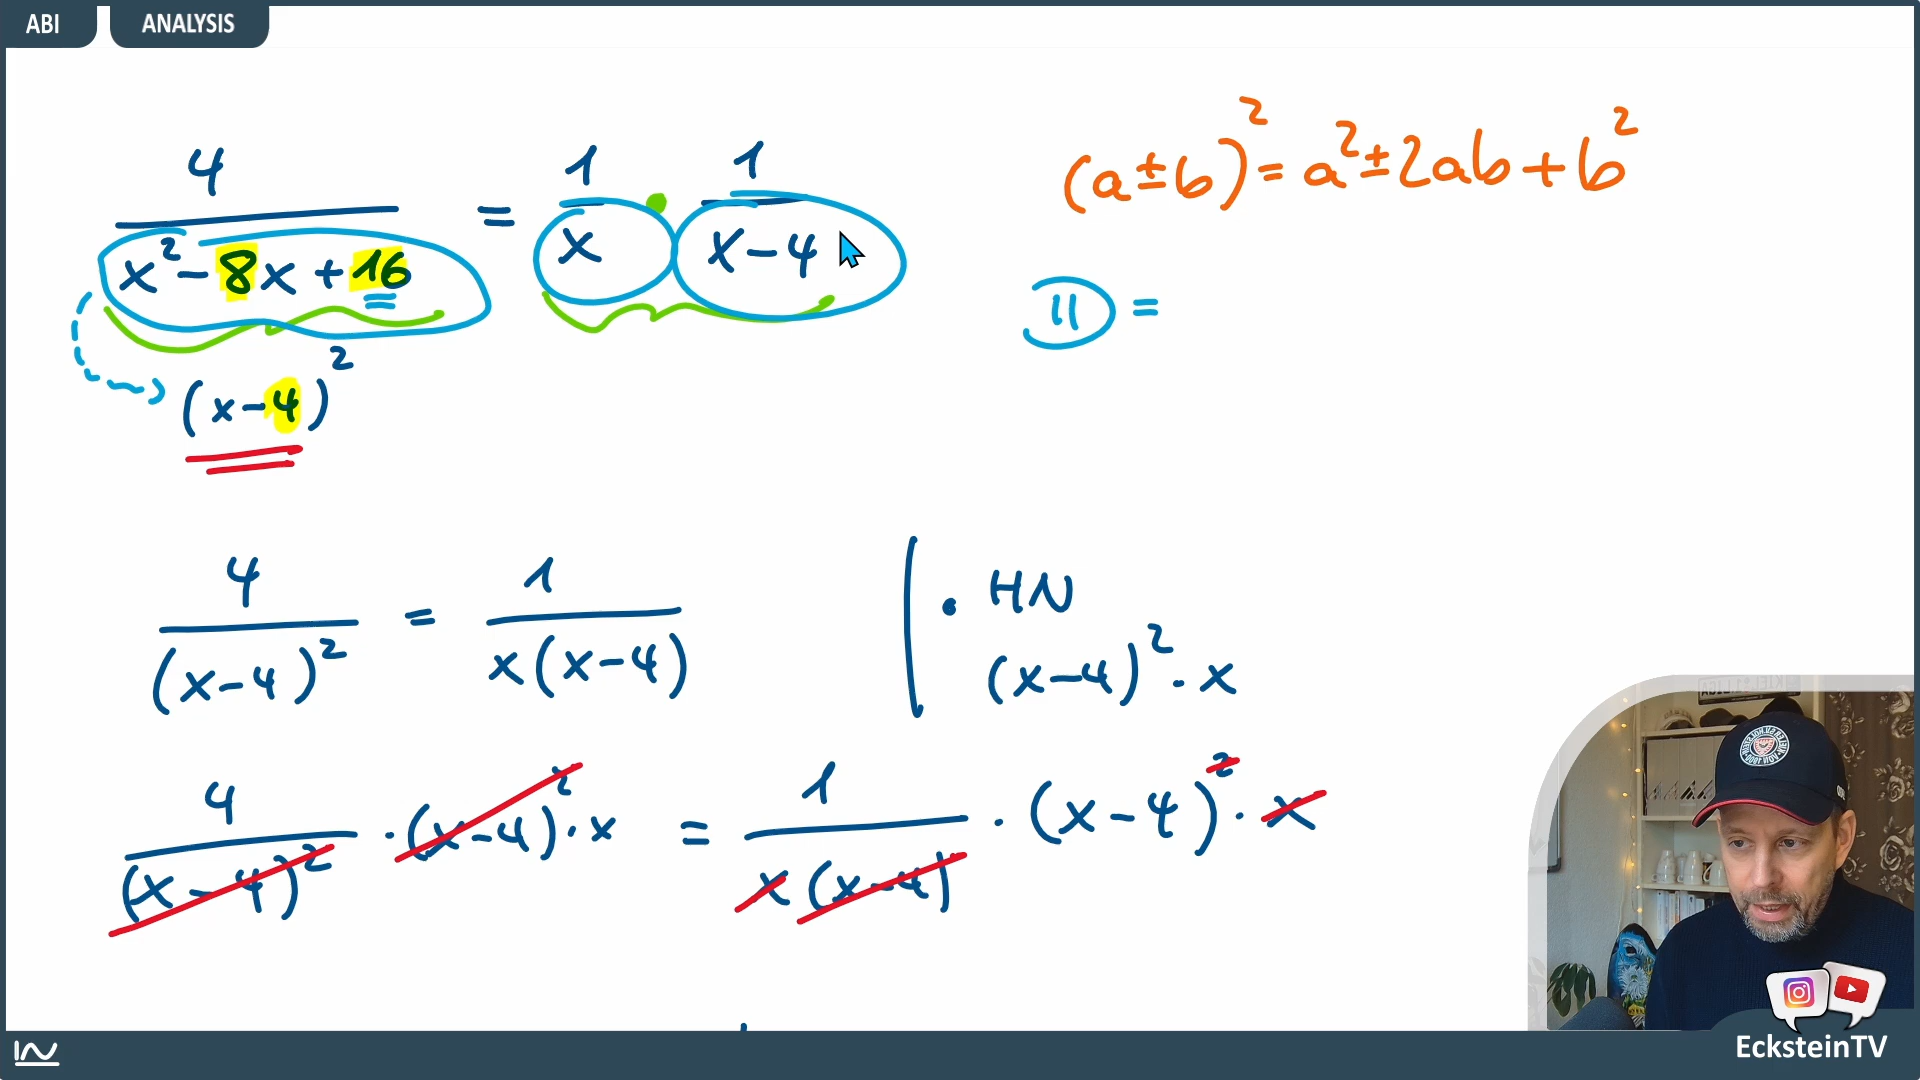 ABI
ANALYSIS
4/(x² - 8x + 16) = 1/x · 1/(x-4)
(x-4)²
(a±b)² = a² ± 2ab + b²
D =
4/(x-4)² = 1/(x(x-4)) | · HN
(x-4)² · x
4/(x-4)² · (x-4)² · x = 1/(x(x-4)) · (x-4)² · x
EcksteinTV